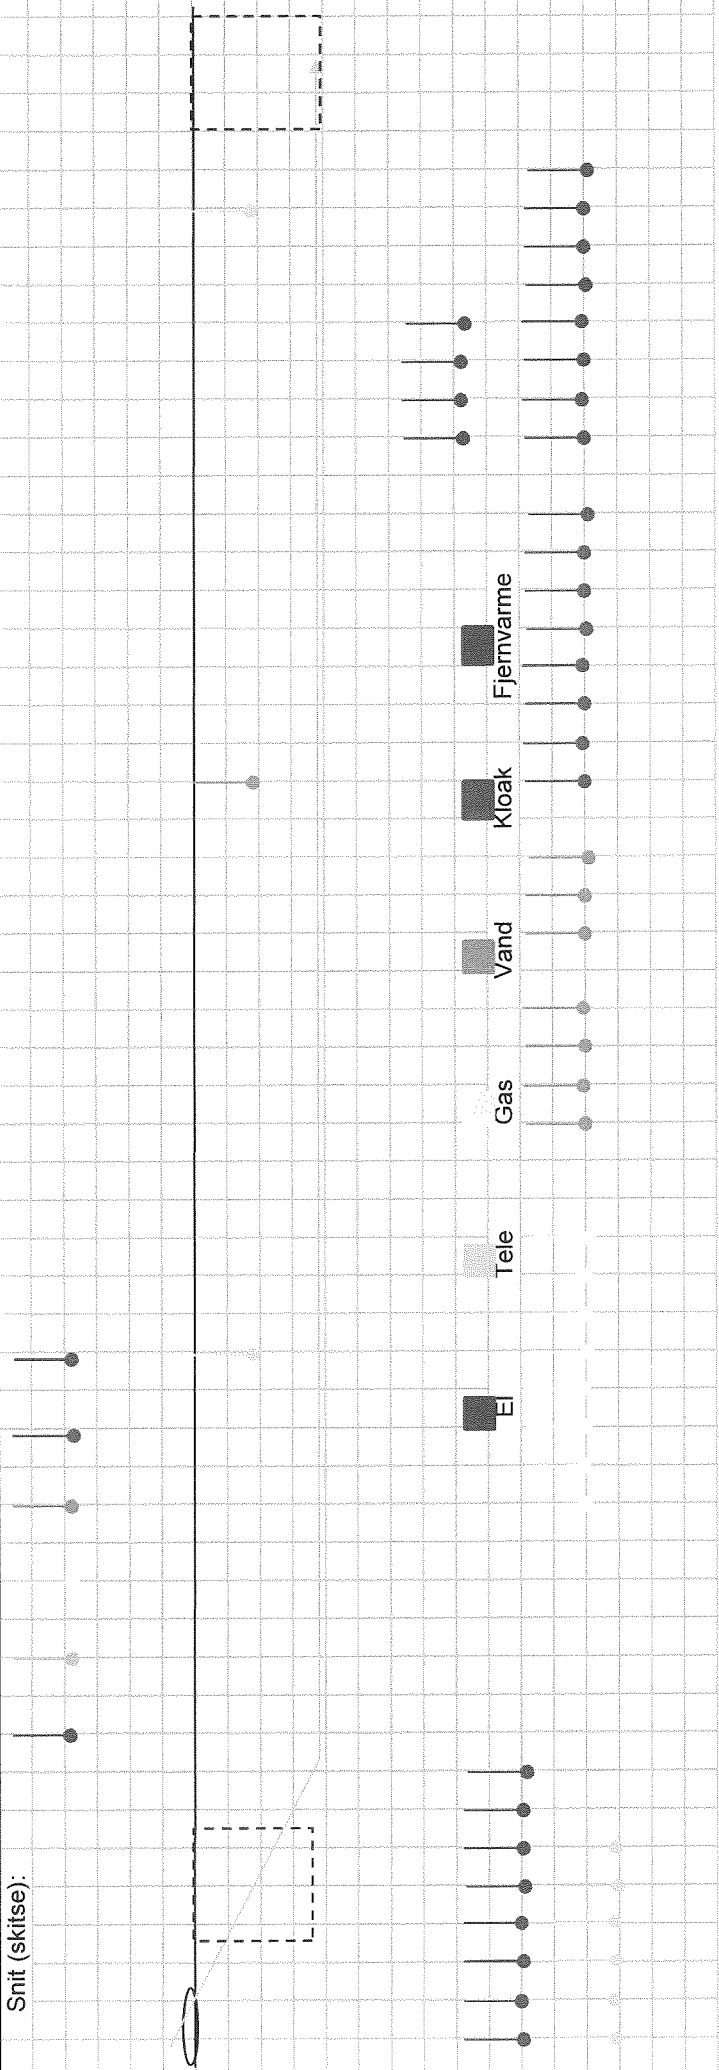 Snit (skitse):
El
Tele
Gas
Vand
Kloak
Fjernvarme